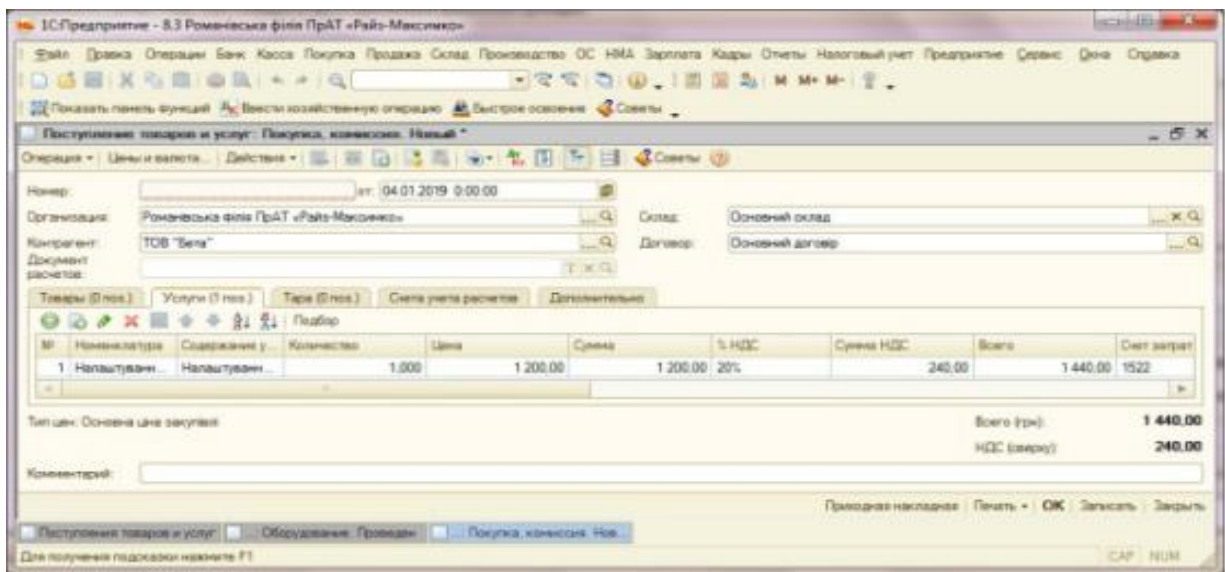 1С:Предприятие - 8.3 Романівська філія ПрАТ «Райз-Максимко»
Файл Правка Операции Банк Касса Покупка Продажа Склад Производство ОС НМА Зарплата Кадры Отчеты Налоговый учет Предприятие Сервис Окна Справка
M M+ M-
Показать панель функций Ввести хозяйственную операцию Быстрое освоение Советы
Поступление товаров и услуг: Покупка, комиссия. Новый *
Операция Цены и валюта... Действия Советы
Номер: от: 04.01.2019 0:00:00
Организация: Романівська філія ПрАТ «Райз-Максимко» ... Склад: Основний склад ...
Контрагент: ТОВ "Бета" ... Договор: Основний договір ...
Документ расчетов:
Товары (0 поз.) Услуги (1 поз.) Тара (0 поз.) Счета учета расчетов Дополнительно
Подбор
№ Номенклатура Содержание у... Количество Цена Сумма % НДС Сумма НДС Всего Счет затрат
1 Налаштуванн... Налаштуванн... 1,000 1 200,00 1 200,00 20% 240,00 1 440,00 1522
Тип цен: Основна ціна закупівлі Всего (грн): 1 440,00
НДС (сверху): 240,00
Комментарий:
Приходная накладная Печать OK Записать Закрыть
Поступления товаров и услуг ...: Оборудование. Проведен ...: Покупка, комиссия. Нов...
Для получения подсказки нажмите F1 CAP NUM